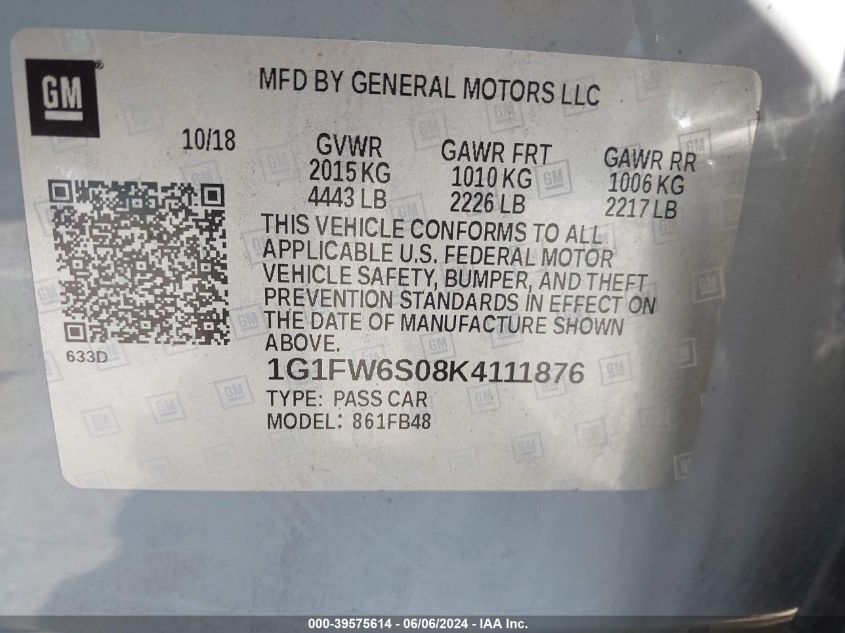 GM
®
MFD BY GENERAL MOTORS LLC
10/18
GVWR
2015 KG
4443 LB
GAWR FRT
1010 KG
2226 LB
GAWR RR
1006 KG
2217 LB
THIS VEHICLE CONFORMS TO ALL
APPLICABLE U.S. FEDERAL MOTOR
VEHICLE SAFETY, BUMPER, AND THEFT
PREVENTION STANDARDS IN EFFECT ON
THE DATE OF MANUFACTURE SHOWN
ABOVE.
633D
1G1FW6S08K4111876
TYPE: PASS CAR
MODEL: 861FB48
000-39575614 - 06/06/2024 - IAA Inc.